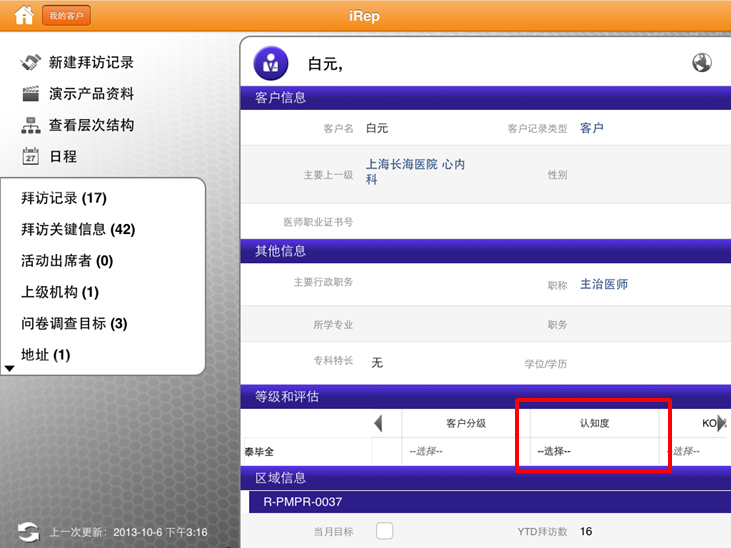 我的客户
iRep
新建拜访记录
演示产品资料
查看层次结构
27 日程
拜访记录 (17)
拜访关键信息 (42)
活动出席者 (0)
上级机构 (1)
问卷调查目标 (3)
地址 (1)
上一次更新：2013-10-6 下午3:16
白元,
客户信息
客户名 白元 客户记录类型 客户
主要上一级 上海长海医院 心内科 性别
医师职业证书号
其他信息
主要行政职务 职称 主治医师
所学专业 职务
专科特长 无 学位/学历
等级和评估
客户分级 认知度
泰毕全 --选择-- --选择-- --选择--
区域信息
R-PMPR-0037
当月目标 YTD拜访数 16